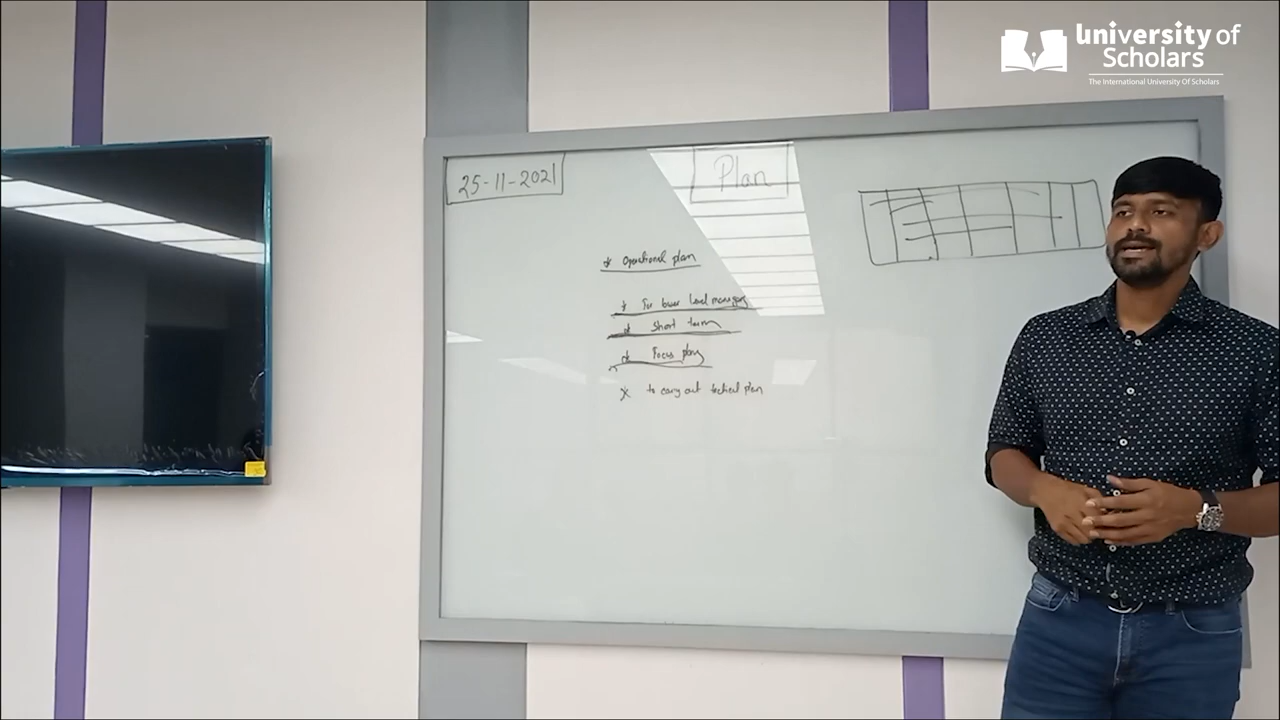 university of
Scholars
The International University Of Scholars
25-11-2021
Plan
* Operational plan
* For lower level managers
* Short term
* Focus plan
* to carry out tactical plan